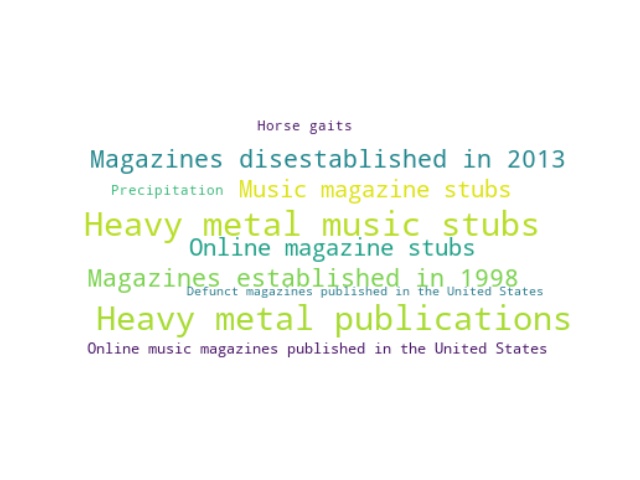 Horse gaits
Magazines disestablished in 2013
Precipitation Music magazine stubs
Heavy metal music stubs
Online magazine stubs
Magazines established in 1998
Defunct magazines published in the United States
Heavy metal publications
Online music magazines published in the United States